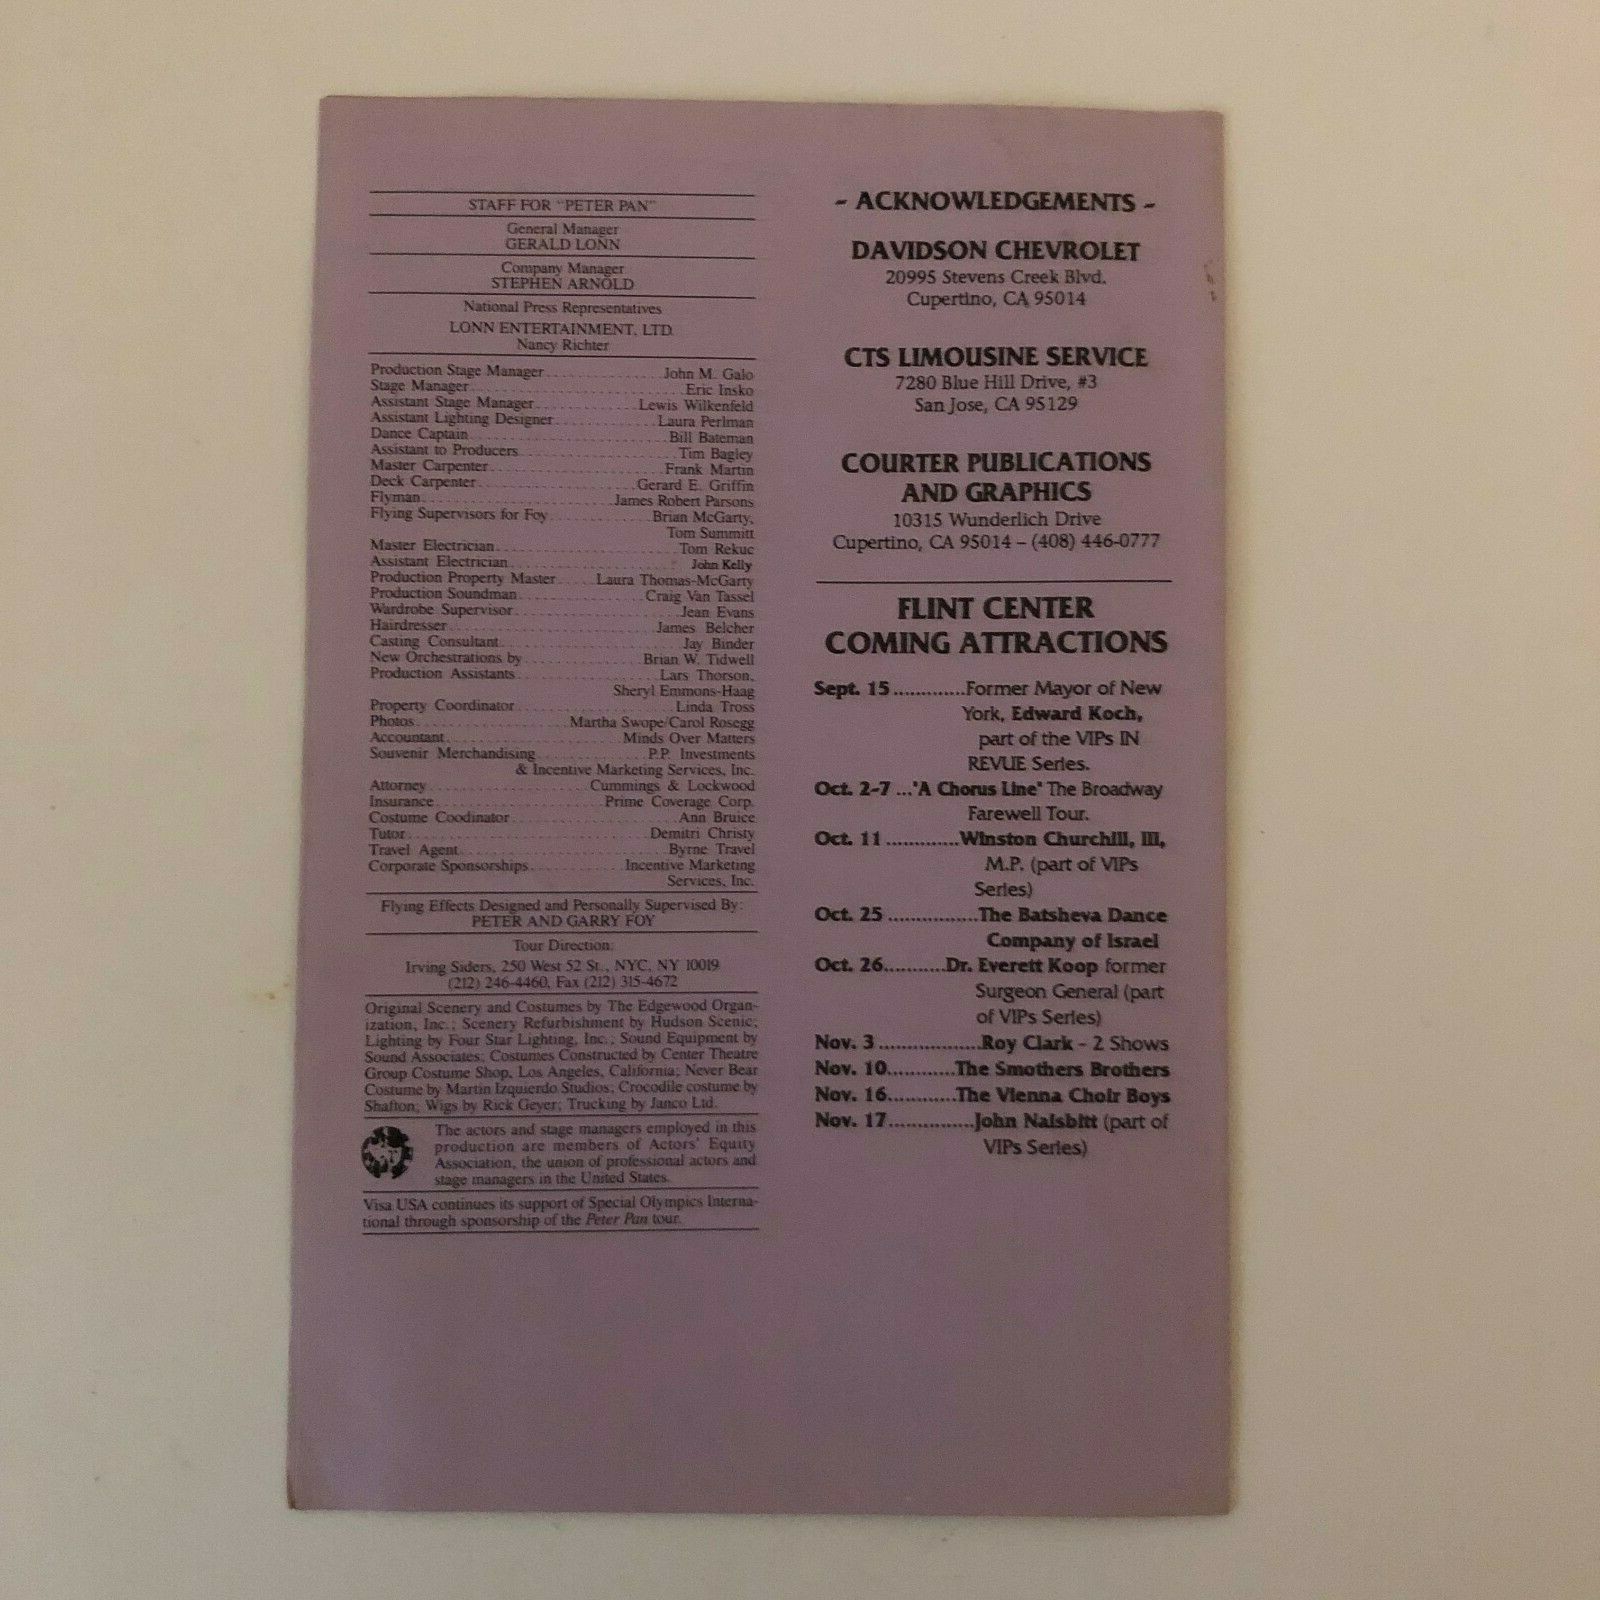 STAFF FOR "PETER PAN"
General Manager
GERALD LONN
Company Manager
STEPHEN ARNOLD
National Press Representatives
LONN ENTERTAINMENT, LTD.
Nancy Richter
Production Stage Manager..............John M. Galo
Stage Manager..............Eric Insko
Assistant Stage Manager..............Lewis Wilkenfeld
Assistant Lighting Designer..............Laura Perlman
Dance Captain..............Bill Bateman
Assistant to Producers..............Tim Bagley
Master Carpenter..............Frank Martin
Deck Carpenter..............Gerard E. Griffin
Flyman..............James Robert Parsons
Flying Supervisors for Foy..............Brian McGarty,
Tom Summitt
Master Electrician..............Tom Rekuc
Assistant Electrician..............John Kelly
Production Property Master.....Laura Thomas-McGarty
Production Soundman..............Craig Van Tassel
Wardrobe Supervisor..............Jean Evans
Hairdresser..............James Belcher
Casting Consultant..............Jay Binder
New Orchestrations by..............Brian W. Tidwell
Production Assistants..............Lars Thorson,
Sheryl Emmons-Haag
Property Coordinator..............Linda Tross
Photos..............Martha Swope/Carol Rosegg
Accountant..............Minds Over Matters
Souvenir Merchandising..............P.P. Investments
& Incentive Marketing Services, Inc.
Attorney..............Cummings & Lockwood
Insurance..............Prime Coverage Corp.
Costume Coodinator..............Ann Bruice
Tutor..............Demitri Christy
Travel Agent..............Byrne Travel
Corporate Sponsorships..............Incentive Marketing
Services, Inc.
Flying Effects Designed and Personally Supervised By:
PETER AND GARRY FOY
Tour Direction:
Irving Siders, 250 West 52 St., NYC, NY 10019
(212) 246-4460, Fax (212) 315-4672
Original Scenery and Costumes by The Edgewood Organ-
ization, Inc.; Scenery Refurbishment by Hudson Scenic;
Lighting by Four Star Lighting, Inc.; Sound Equipment by
Sound Associates; Costumes Constructed by Center Theatre
Group Costume Shop, Los Angeles, California; Never Bear
Costume by Martin Izquierdo Studios; Crocodile costume by
Shafton; Wigs by Rick Geyer; Trucking by Janco Ltd.
The actors and stage managers employed in this
production are members of Actors' Equity
Association, the union of professional actors and
stage managers in the United States.
Visa USA continues its support of Special Olympics Interna-
tional through sponsorship of the Peter Pan tour.
- ACKNOWLEDGEMENTS -
DAVIDSON CHEVROLET
20995 Stevens Creek Blvd.
Cupertino, CA 95014
CTS LIMOUSINE SERVICE
7280 Blue Hill Drive, #3
San Jose, CA 95129
COURTER PUBLICATIONS
AND GRAPHICS
10315 Wunderlich Drive
Cupertino, CA 95014 – (408) 446-0777
FLINT CENTER
COMING ATTRACTIONS
Sept. 15.............Former Mayor of New
York, Edward Koch,
part of the VIPs IN
REVUE Series.
Oct. 2-7 ...'A Chorus Line' The Broadway
Farewell Tour.
Oct. 11.............Winston Churchill, III,
M.P. (part of VIPs
Series)
Oct. 25................The Batsheva Dance
Company of Israel
Oct. 26...........Dr. Everett Koop former
Surgeon General (part
of VIPs Series)
Nov. 3..................Roy Clark - 2 Shows
Nov. 10............The Smothers Brothers
Nov. 16............The Vienna Choir Boys
Nov. 17...............John Naisbitt (part of
VIPs Series)